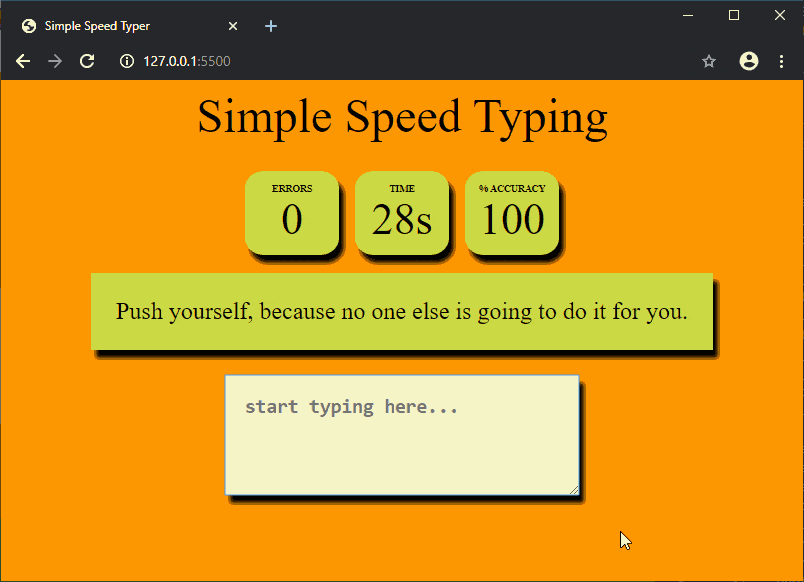 Simple Speed Typer
127.0.0.1:5500
Simple Speed Typing
ERRORS
0
TIME
28s
% ACCURACY
100
Push yourself, because no one else is going to do it for you.
start typing here...